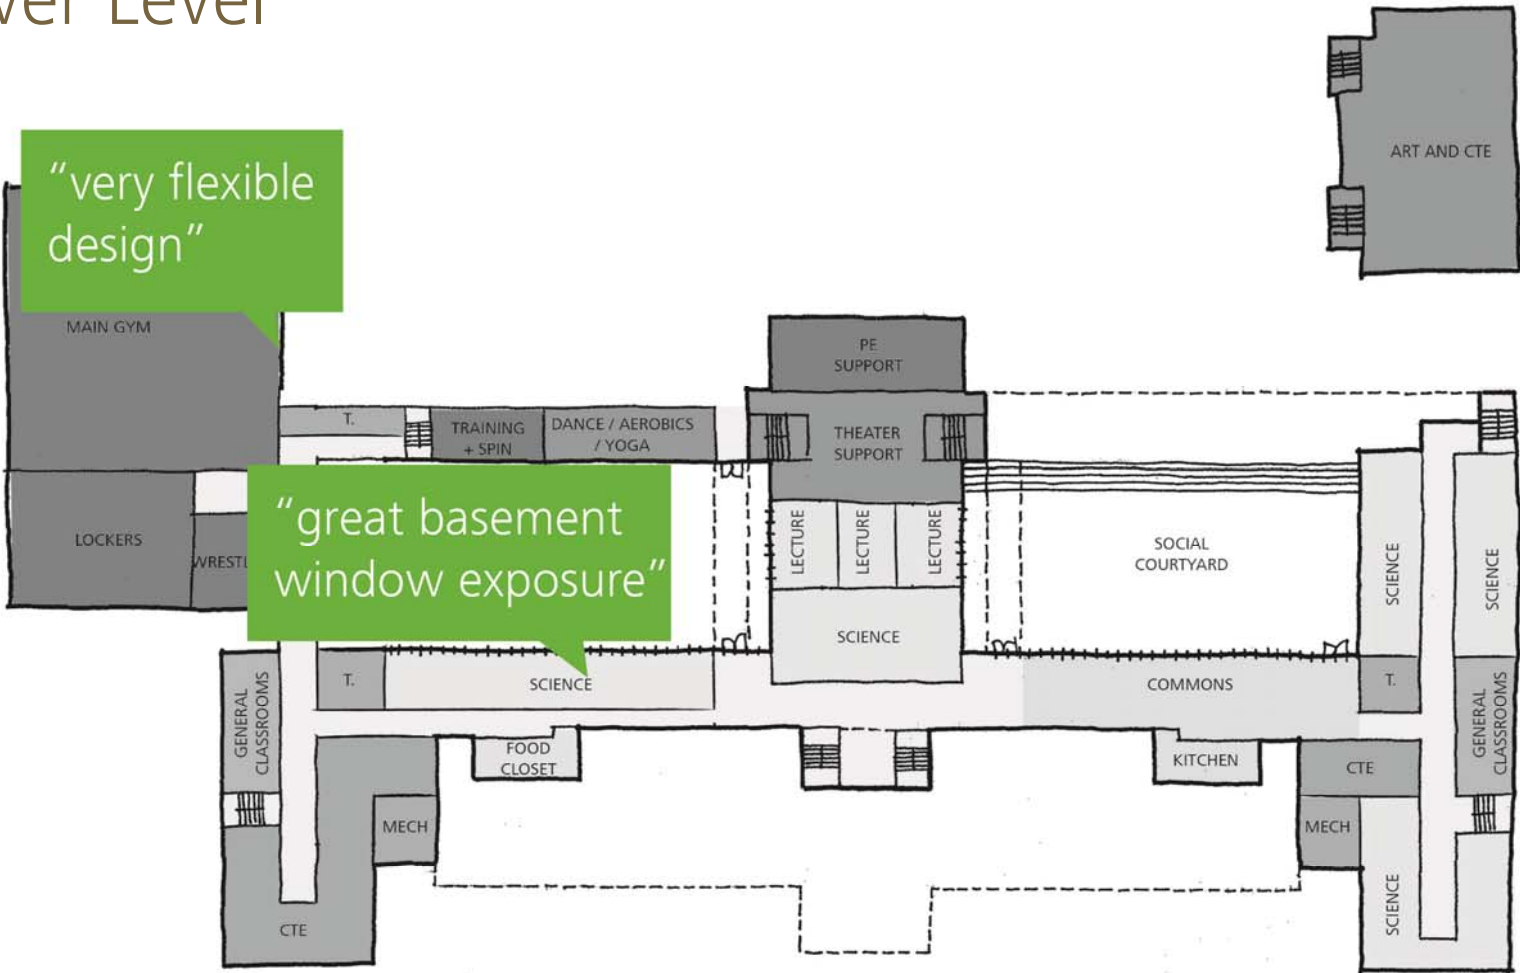 Level
ART AND CTE
“very flexible
design”
MAIN GYM
PE
SUPPORT
T.
TRAINING
+ SPIN
DANCE / AEROBICS
/ YOGA
THEATER
SUPPORT
“great basement
window exposure”
LOCKERS
LECTURE
LECTURE
LECTURE
SOCIAL
COURTYARD
SCIENCE
SCIENCE
SCIENCE
T.
SCIENCE
COMMONS
T.
GENERAL
CLASSROOMS
GENERAL
CLASSROOMS
FOOD
CLOSET
KITCHEN
CTE
MECH
MECH
SCIENCE
CTE